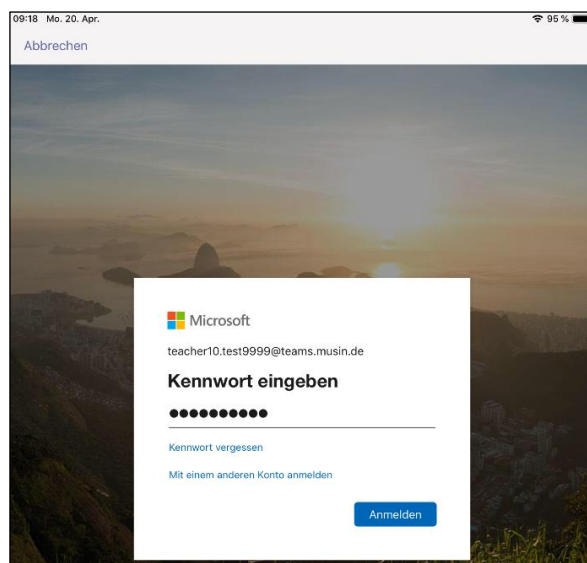 09:18 Mo. 20. Apr. 95 %
Abbrechen
Microsoft
teacher10.test9999@teams.musin.de
Kennwort eingeben
●●●●●●●●●●
Kennwort vergessen
Mit einem anderen Konto anmelden
Anmelden